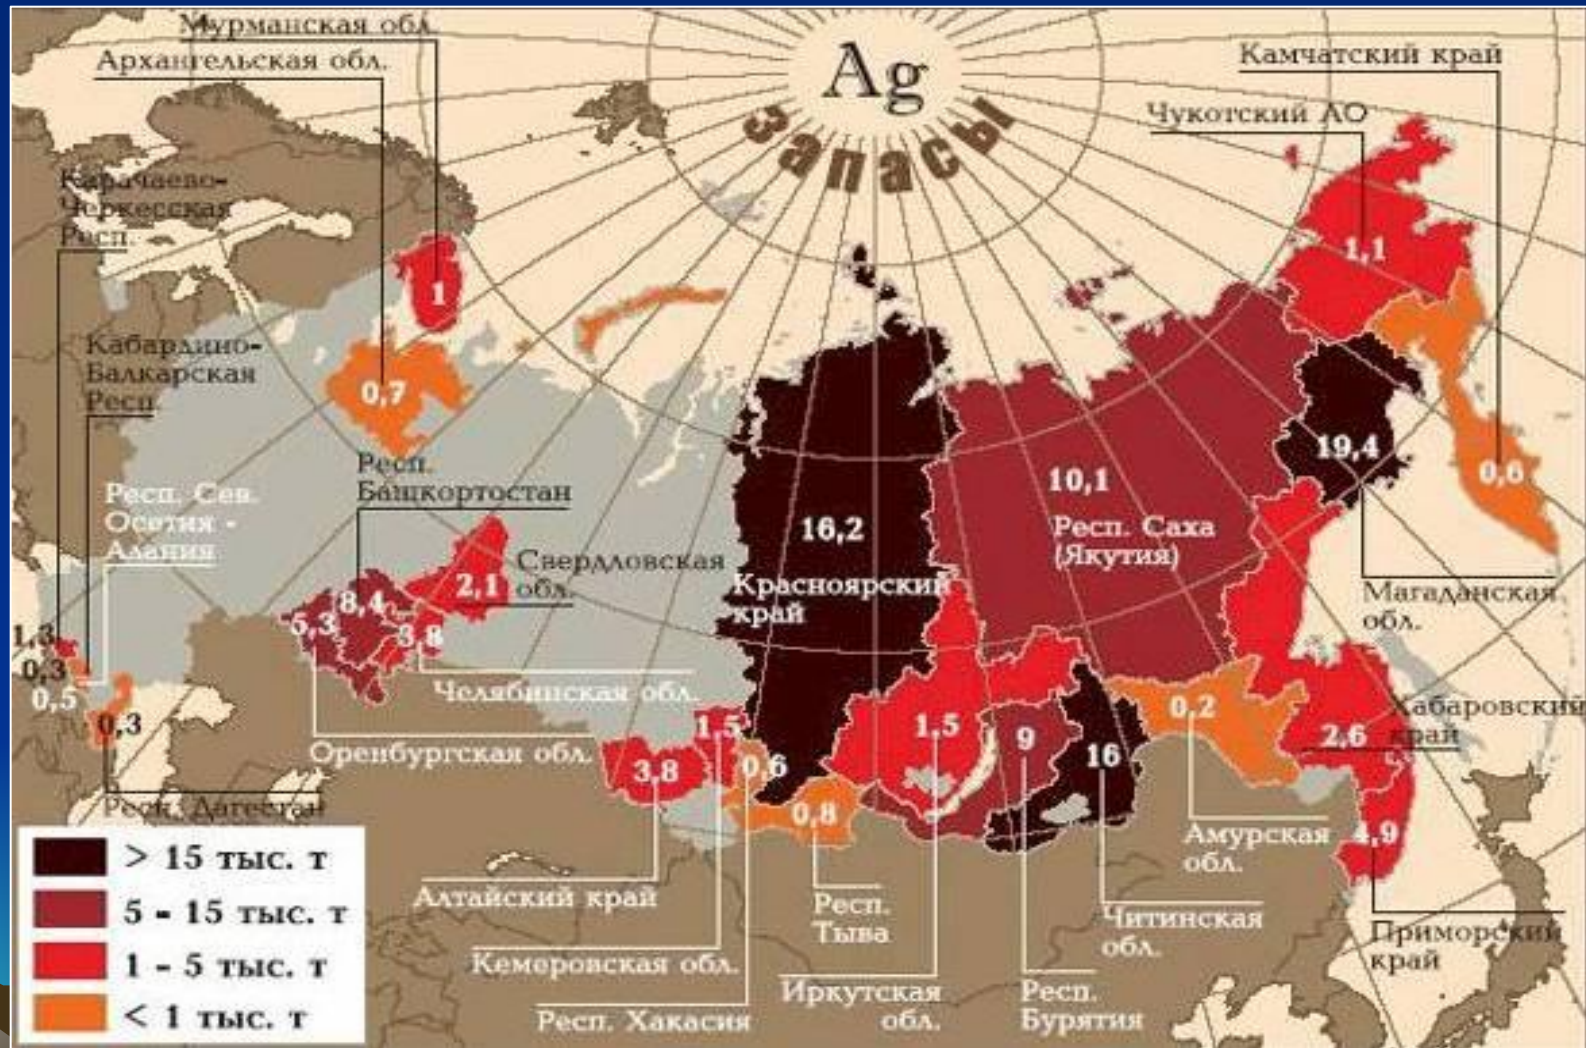 Ag
Запасы
Мурманская обл.
Архангельская обл.
Камчатский край
Чукотский АО
Карачаево-
Черкесская
Респ.
1,1
1
Кабардино-
Балкарская
Респ.
0,7
19,4
0,6
Респ.
Башкортостан
Респ. Сев.
Осетия -
Алания
10,1
Респ. Саха
(Якутия)
16,2
Красноярский
край
Свердловская
обл.
2,1
8,4
5,3
3,8
Магаданская
обл.
1,3
0,3
0,5
0,3
Челябинская обл.
Оренбургская обл.
Респ. Дагестан
3,8
1,5
0,6
0,8
1,5
9
16
0,2
2,6
Хабаровский
край
4,9
> 15 тыс. т
5 - 15 тыс. т
1 - 5 тыс. т
< 1 тыс. т
Алтайский край
Кемеровская обл.
Респ. Хакасия
Респ.
Тыва
Иркутская
обл.
Респ.
Бурятия
Читинская
обл.
Амурская
обл.
Приморский
край